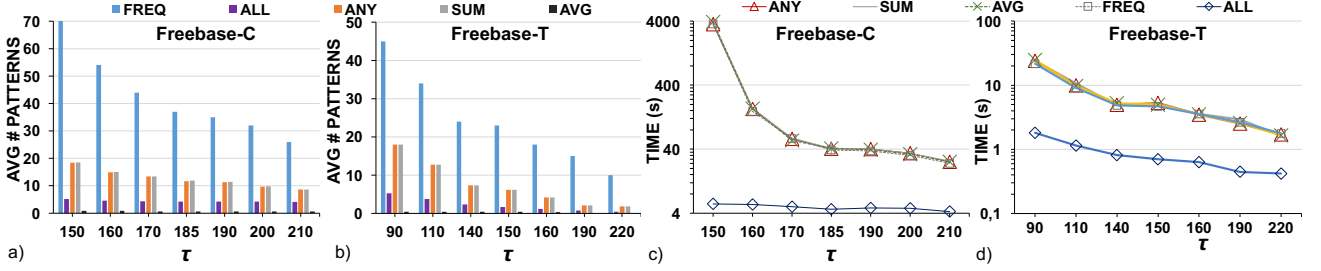 FREQ ALL ANY SUM AVG
Freebase-C
AVG # PATTERNS
70
60
50
40
30
20
10
0
150 160 170 185 190 200 210
τ
a)
Freebase-T
AVG # PATTERNS
50
40
30
20
10
0
90 110 140 150 160 190 220
τ
b)
ANY SUM AVG FREQ ALL
Freebase-C
TIME (s)
4000
400
40
4
150 160 170 185 190 200 210
c)
Freebase-T
TIME (s)
100
10
1
0,1
90 110 140 150 160 190 220
τ
d)